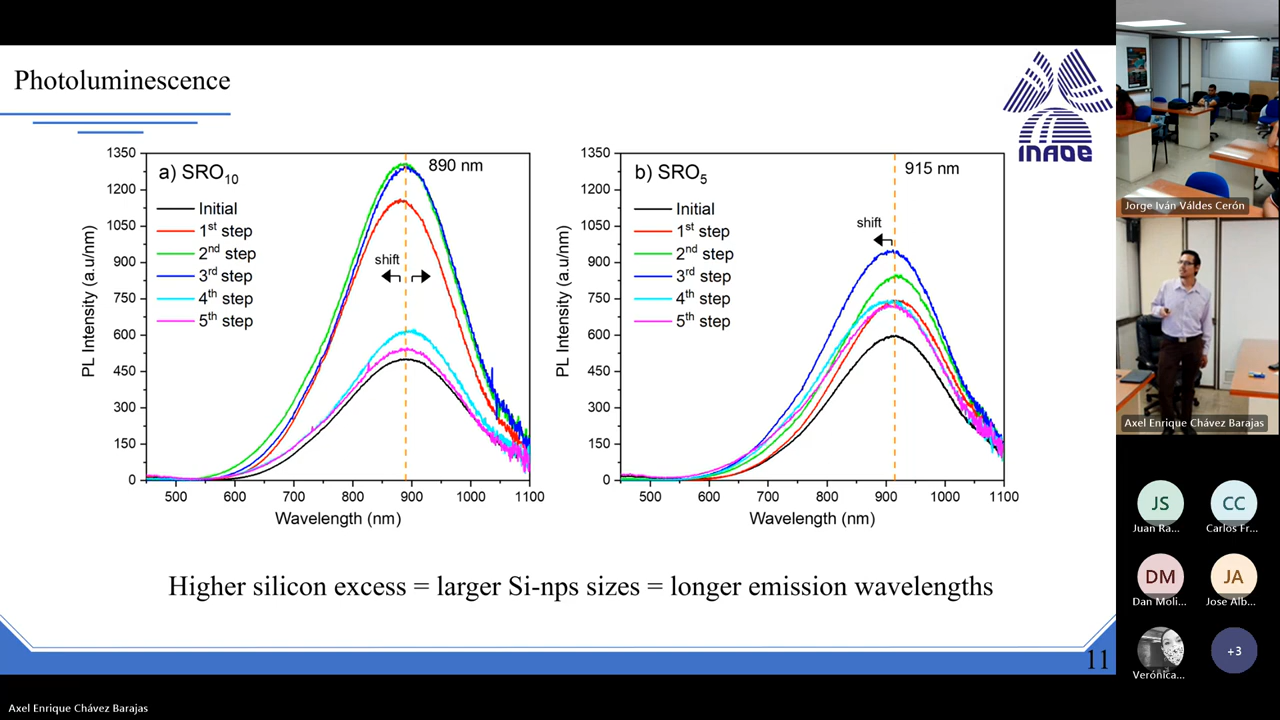 Photoluminescence
INAOE
a) SRO10
890 nm
Initial
1st step
2nd step
3rd step
4th step
5th step
shift
PL Intensity (a.u/nm)
1350
1200
1050
900
750
600
450
300
150
0
500 600 700 800 900 1000 1100
Wavelength (nm)
b) SRO5
915 nm
Initial
1st step
2nd step
3rd step
4th step
5th step
shift
PL Intensity (a.u/nm)
1350
1200
1050
900
750
600
450
300
150
0
500 600 700 800 900 1000 1100
Wavelength (nm)
Higher silicon excess = larger Si-nps sizes = longer emission wavelengths
11
Jorge Iván Váldes Cerón
Axel Enrique Chávez Barajas
JS
Juan Ra...
CC
Carlos Fr...
DM
Dan Moli...
JA
Jose Alb...
Verónica...
+3
Axel Enrique Chávez Barajas